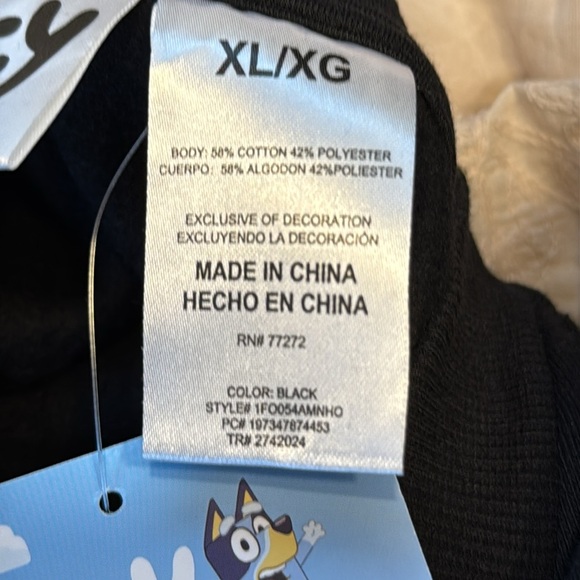 XL/XG
BODY: 58% COTTON 42% POLYESTER
CUERPO: 58% ALGODON 42%POLIESTER
EXCLUSIVE OF DECORATION
EXCLUYENDO LA DECORACIÓN
MADE IN CHINA
HECHO EN CHINA
RN# 77272
COLOR: BLACK
STYLE# 1FO054AMNHO
PC# 197347874453
TR# 2742024